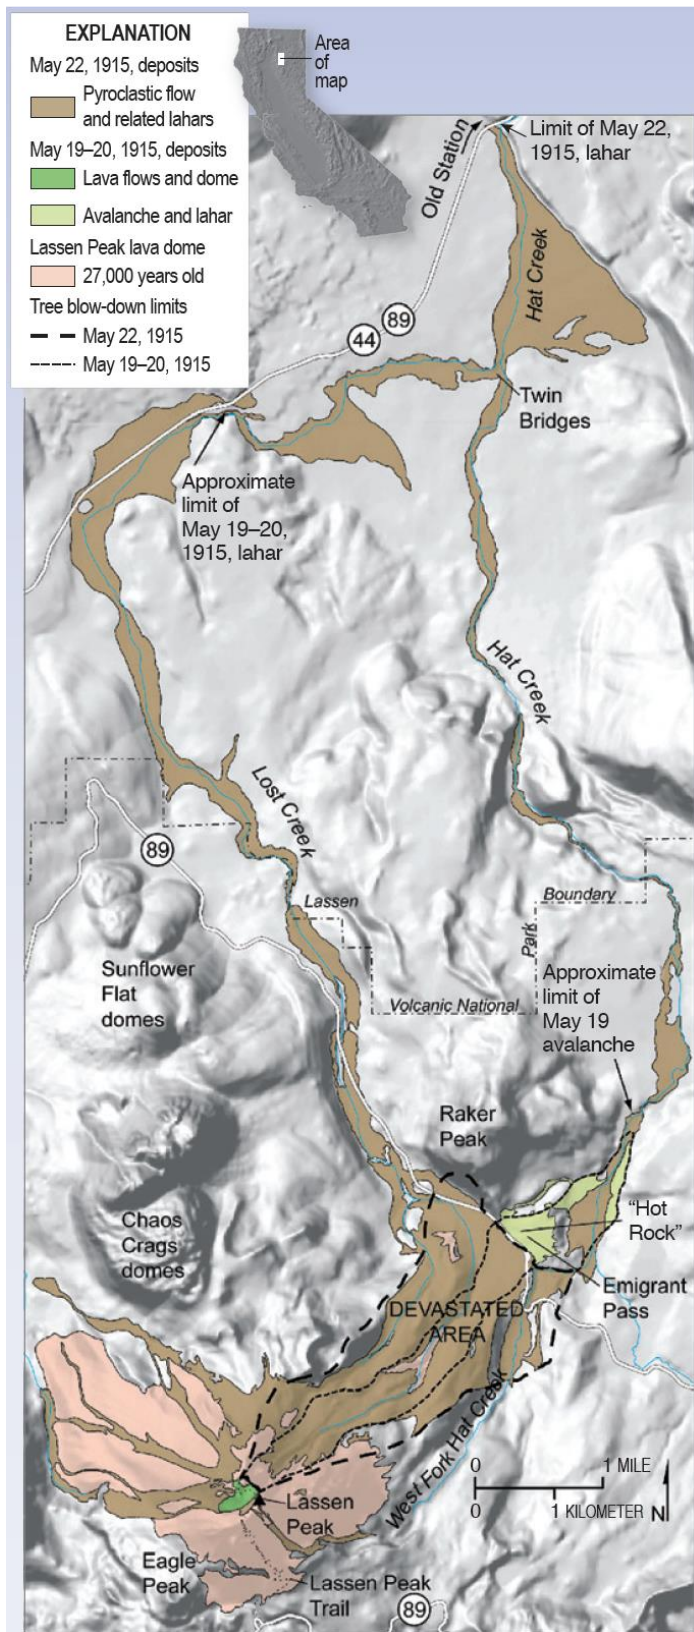 EXPLANATION
May 22, 1915, deposits
Pyroclastic flow
and related lahars
May 19–20, 1915, deposits
Lava flows and dome
Avalanche and lahar
Lassen Peak lava dome
27,000 years old
Tree blow-down limits
May 22, 1915
May 19–20, 1915
Area
of
map
Old Station
Limit of May 22,
1915, lahar
Hat Creek
89
44
Twin
Bridges
Approximate
limit of
May 19–20,
1915, lahar
Hat Creek
Lost Creek
89
Lassen
Boundary
Park
Volcanic National
Sunflower
Flat
domes
Approximate
limit of
May 19
avalanche
Raker
Peak
"Hot
Rock"
Chaos
Crags
domes
Emigrant
Pass
DEVASTATED
AREA
West Fork Hat Creek
0 1 MILE
0 1 KILOMETER
N
Lassen
Peak
Eagle
Peak
Lassen Peak
Trail
89